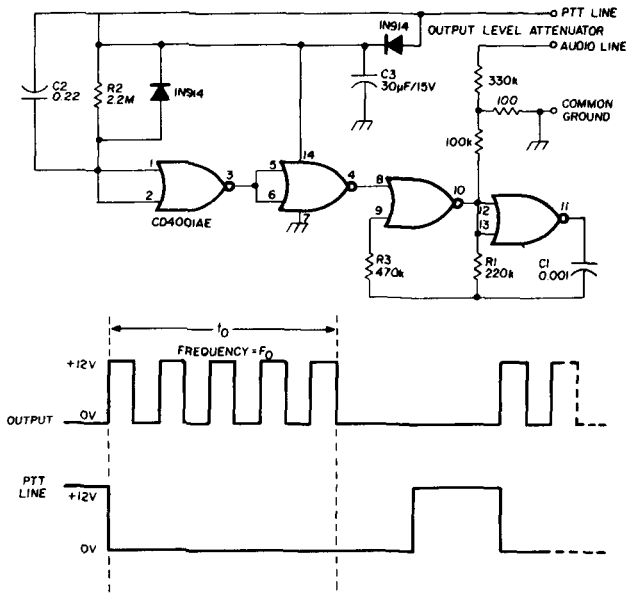 1N914
PTT LINE
OUTPUT LEVEL ATTENUATOR
AUDIO LINE
C2
0.22
R2
2.2M
1N914
C3
30µF/15V
330k
100
COMMON
GROUND
100k
14
1
2
3
5
6
4
7
8
9
10
12
13
11
CD4001AE
R3
470k
R1
220k
C1
0.001
t0
FREQUENCY = F0
+12V
0V
OUTPUT
PTT
LINE
+12V
0V